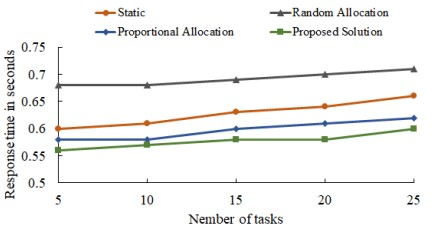 Static
Random Allocation
Proportional Allocation
Proposed Solution
Response time in seconds
0.75
0.7
0.65
0.6
0.55
0.5
5 10 15 20 25
Nember of tasks